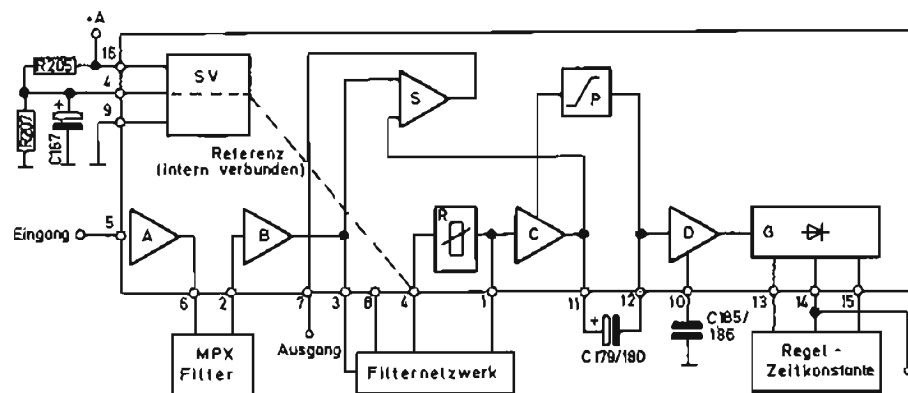 +A
16
R205
SV
4
9
R207
C167
+
Referenz
(intern verbunden)
S
P
Eingang
5
A
B
R
C
D
G
6
2
7
3
8
4
1
11
12
10
13
14
15
MPX
Filter
Ausgang
Filternetzwerk
+
C179/180
C185/
186
Regel -
Zeitkonstante